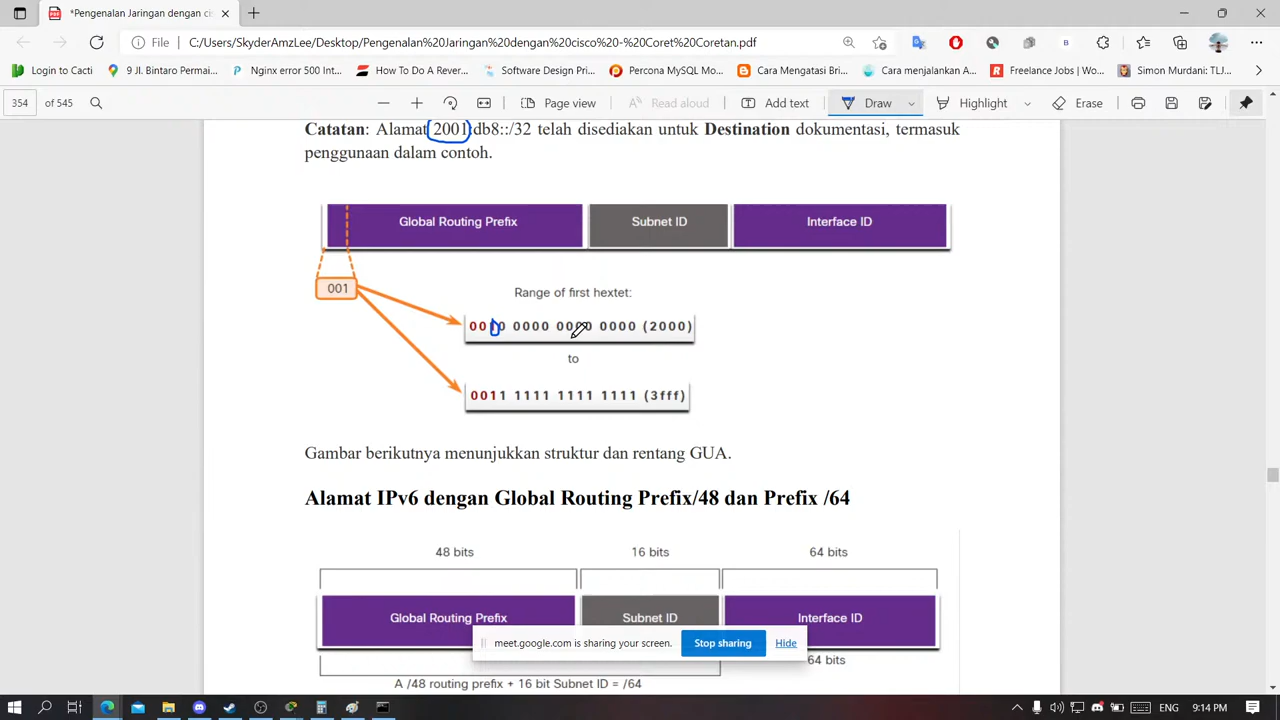 *Pengenalan Jaringan dengan cis
File
C:/Users/SkyderAmzLee/Desktop/Pengenalan%20Jaringan%20dengan%20cisco%20-%20Coret%20Coretan.pdf
Login to Cacti
9 Jl. Bintaro Permai...
Nginx error 500 Int...
How To Do A Rever...
Software Design Pri...
Percona MySQL Mo...
Cara Mengatasi Bri...
Cara menjalankan A...
Freelance Jobs | Wo...
Simon Mundani: TLJ...
354 of 545
Page view
Read aloud
Add text
Draw
Highlight
Erase
Catatan: Alamat 2001:db8::/32 telah disediakan untuk Destination dokumentasi, termasuk
penggunaan dalam contoh.
Global Routing Prefix Subnet ID Interface ID
001
Range of first hextet:
0010 0000 0000 0000 (2000)
to
0011 1111 1111 1111 (3fff)
Gambar berikutnya menunjukkan struktur dan rentang GUA.
Alamat IPv6 dengan Global Routing Prefix/48 dan Prefix /64
48 bits 16 bits 64 bits
Global Routing Prefix Subnet ID Interface ID
meet.google.com is sharing your screen. Stop sharing Hide
64 bits
A /48 routing prefix + 16 bit Subnet ID = /64
9:14 PM